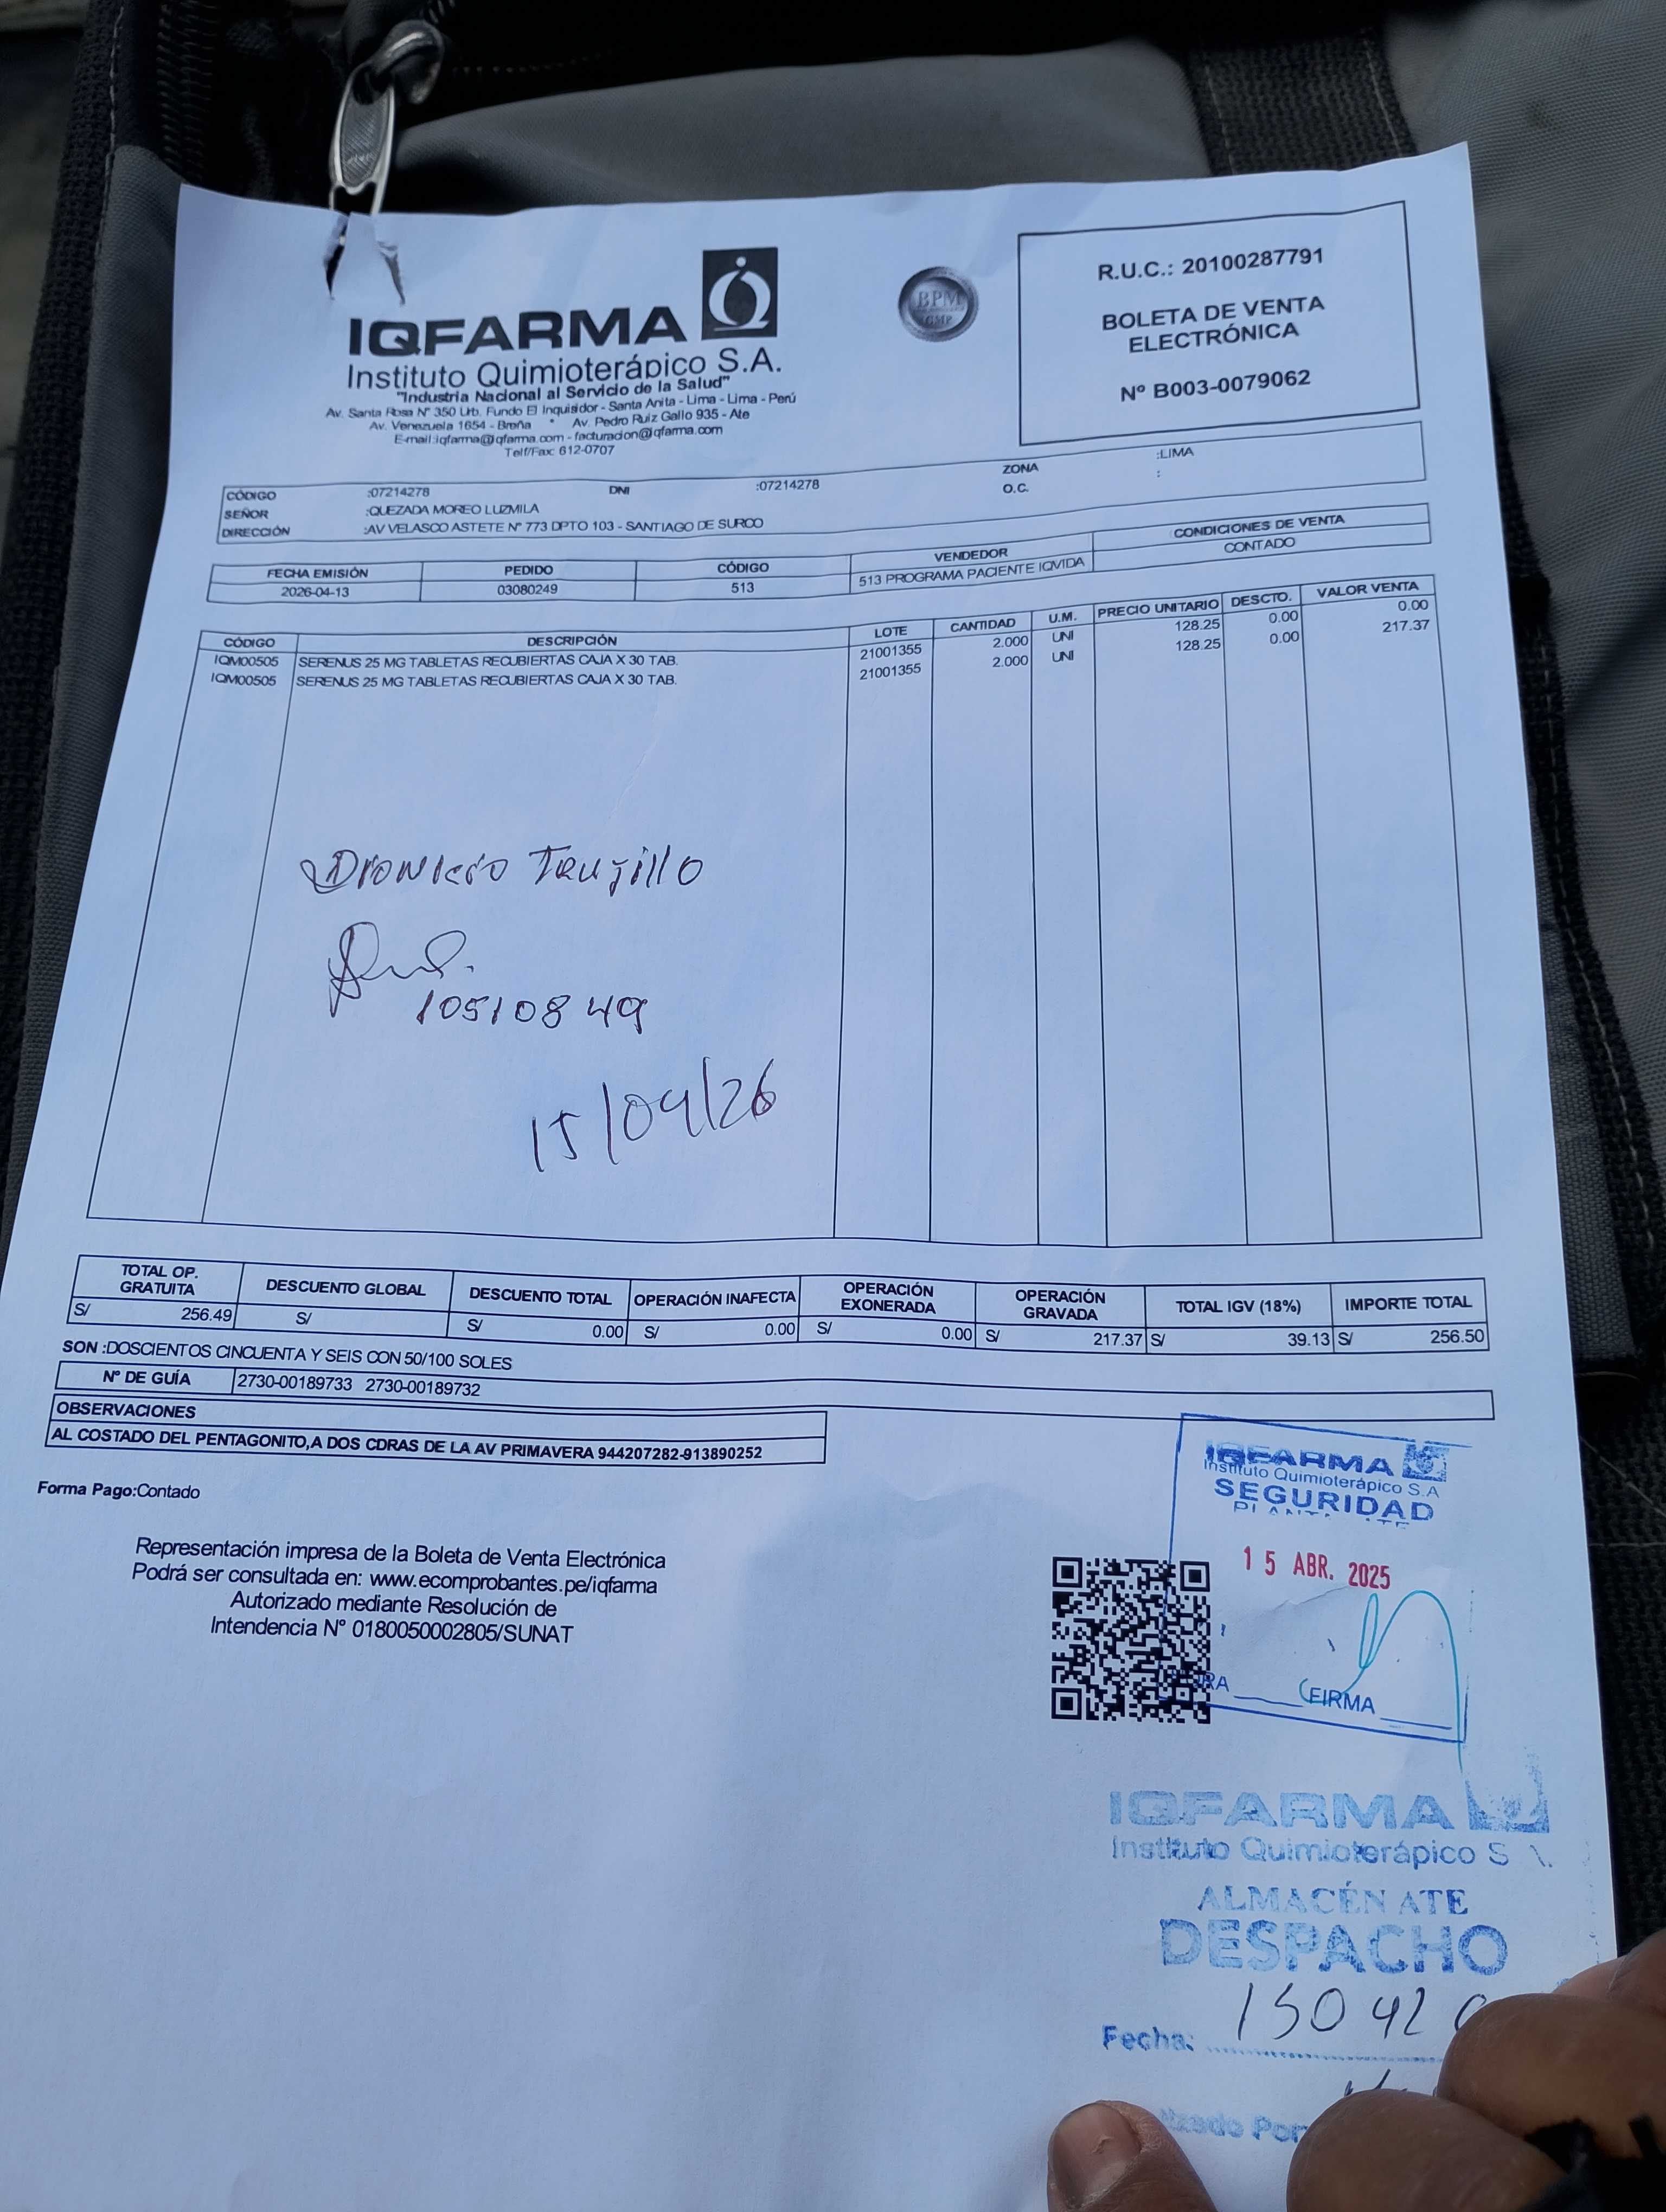 IQFARMA
Instituto Quimioterápico S.A.
"Industria Nacional al Servicio de la Salud"
Av. Santa Rosa N° 350 Urb. Fundo El Inquisidor - Santa Anita - Lima - Lima - Perú
Av. Venezuela 1654 - Breña * Av. Pedro Ruiz Gallo 935 - Ate
E-mail:iqfarma@iqfarma.com - facturacion@iqfarma.com
Telf/Fax: 612-0707
BPM
GMP
R.U.C.: 20100287791
BOLETA DE VENTA
ELECTRÓNICA
Nº B003-0079062
CÓDIGO :07214278 DNI :07214278 ZONA :LIMA
SEÑOR :QUEZADA MOREO LUZMILA O.C. :
DIRECCIÓN :AV VELASCO ASTETE Nº 773 DPTO 103 - SANTIAGO DE SURCO
FECHA EMISIÓN PEDIDO CÓDIGO VENDEDOR CONDICIONES DE VENTA
2026-04-13 03080249 513 513 PROGRAMA PACIENTE IQVIDA CONTADO
CÓDIGO DESCRIPCIÓN LOTE CANTIDAD U.M. PRECIO UNITARIO DESCTO. VALOR VENTA
IQM00505 SERENUS 25 MG TABLETAS RECUBIERTAS CAJA X 30 TAB. 21001355 2.000 UNI 128.25 0.00 0.00
IQM00505 SERENUS 25 MG TABLETAS RECUBIERTAS CAJA X 30 TAB. 21001355 2.000 UNI 128.25 0.00 217.37
Dionicio Trujillo
10510849
15/04/26
TOTAL OP. GRATUITA DESCUENTO GLOBAL DESCUENTO TOTAL OPERACIÓN INAFECTA OPERACIÓN EXONERADA OPERACIÓN GRAVADA TOTAL IGV (18%) IMPORTE TOTAL
S/ 256.49 S/ S/ 0.00 S/ 0.00 S/ 0.00 S/ 217.37 S/ 39.13 S/ 256.50
SON :DOSCIENTOS CINCUENTA Y SEIS CON 50/100 SOLES
Nº DE GUÍA 2730-00189733 2730-00189732
OBSERVACIONES
AL COSTADO DEL PENTAGONITO,A DOS CDRAS DE LA AV PRIMAVERA 944207282-913890252
Forma Pago:Contado
Representación impresa de la Boleta de Venta Electrónica
Podrá ser consultada en: www.ecomprobantes.pe/iqfarma
Autorizado mediante Resolución de
Intendencia N° 0180050002805/SUNAT
IQFARMA
Instituto Quimioterápico S.A
SEGURIDAD
15 ABR. 2025
FIRMA
IQFARMA
Instituto Quimioterápico S
ALMACÉN ATE
DESPACHO
Fecha: 15042
Por